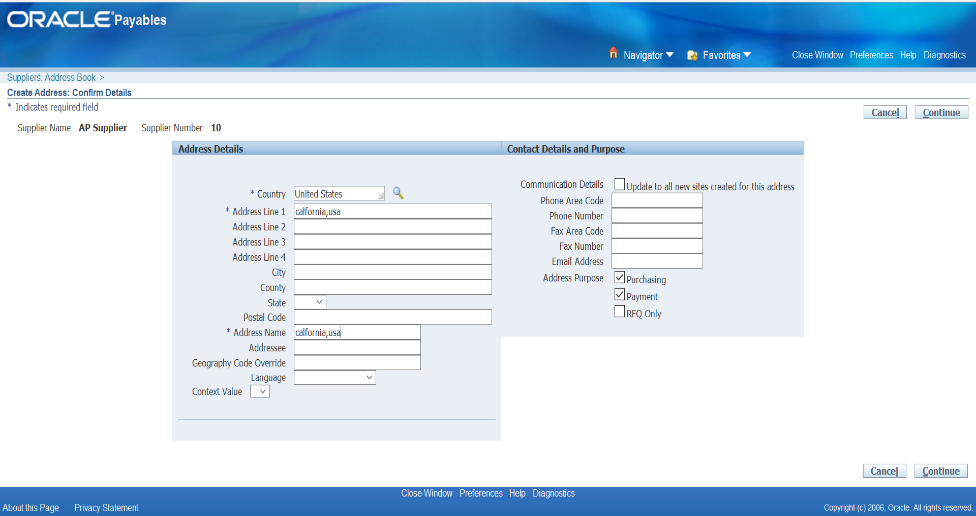 ORACLE® Payables
Navigator Favorites Close Window Preferences Help Diagnostics
Suppliers: Address Book >
Create Address: Confirm Details
* Indicates required field
Cancel Continue
Supplier Name AP Supplier Supplier Number 10
Address Details
* Country United States
* Address Line 1 calfornia,usa
Address Line 2
Address Line 3
Address Line 4
City
County
State
Postal Code
* Address Name calfornia,usa
Addressee
Geography Code Override
Language
Context Value
Contact Details and Purpose
Communication Details Update to all new sites created for this address
Phone Area Code
Phone Number
Fax Area Code
Fax Number
Email Address
Address Purpose Purchasing
Payment
RFQ Only
Cancel Continue
Close Window Preferences Help Diagnostics
About this Page Privacy Statement Copyright (c) 2006, Oracle. All rights reserved.